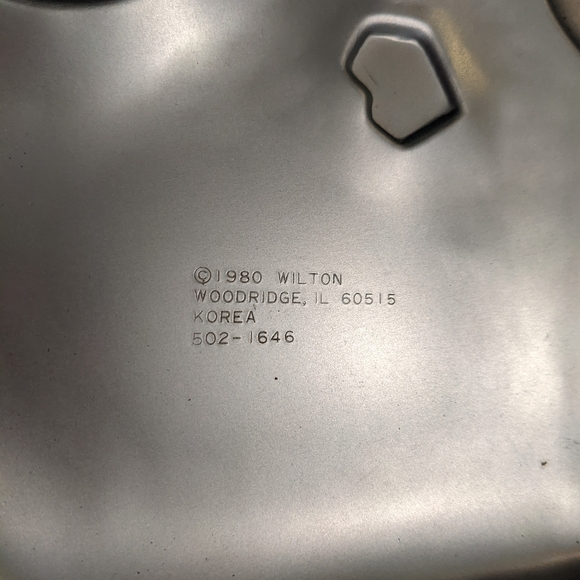 ©1980 WILTON
WOODRIDGE, IL 60515
KOREA
502-1646